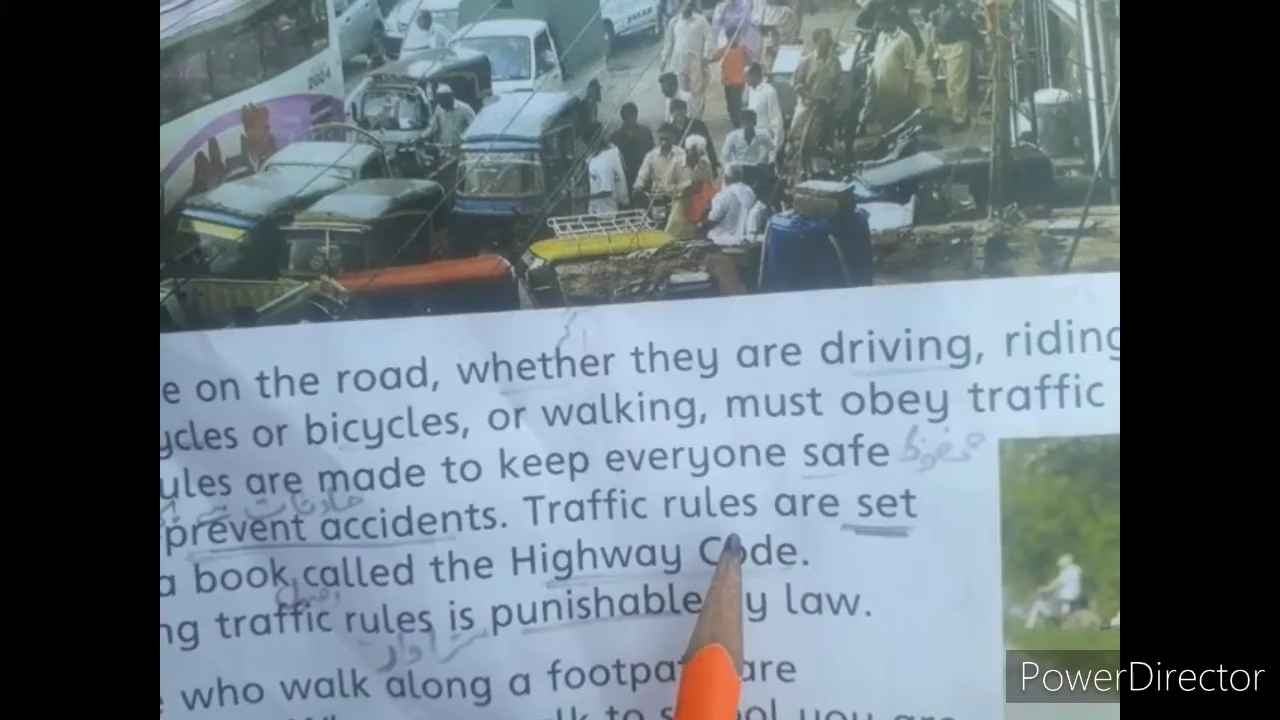 e on the road, whether they are driving, riding
ycles or bicycles, or walking, must obey traffic
ules are made to keep everyone safe محفوظ
prevent accidents. Traffic rules are set
a book called the Highway Code.
ng traffic rules is punishable y law.
who walk along a footpa are
PowerDirector